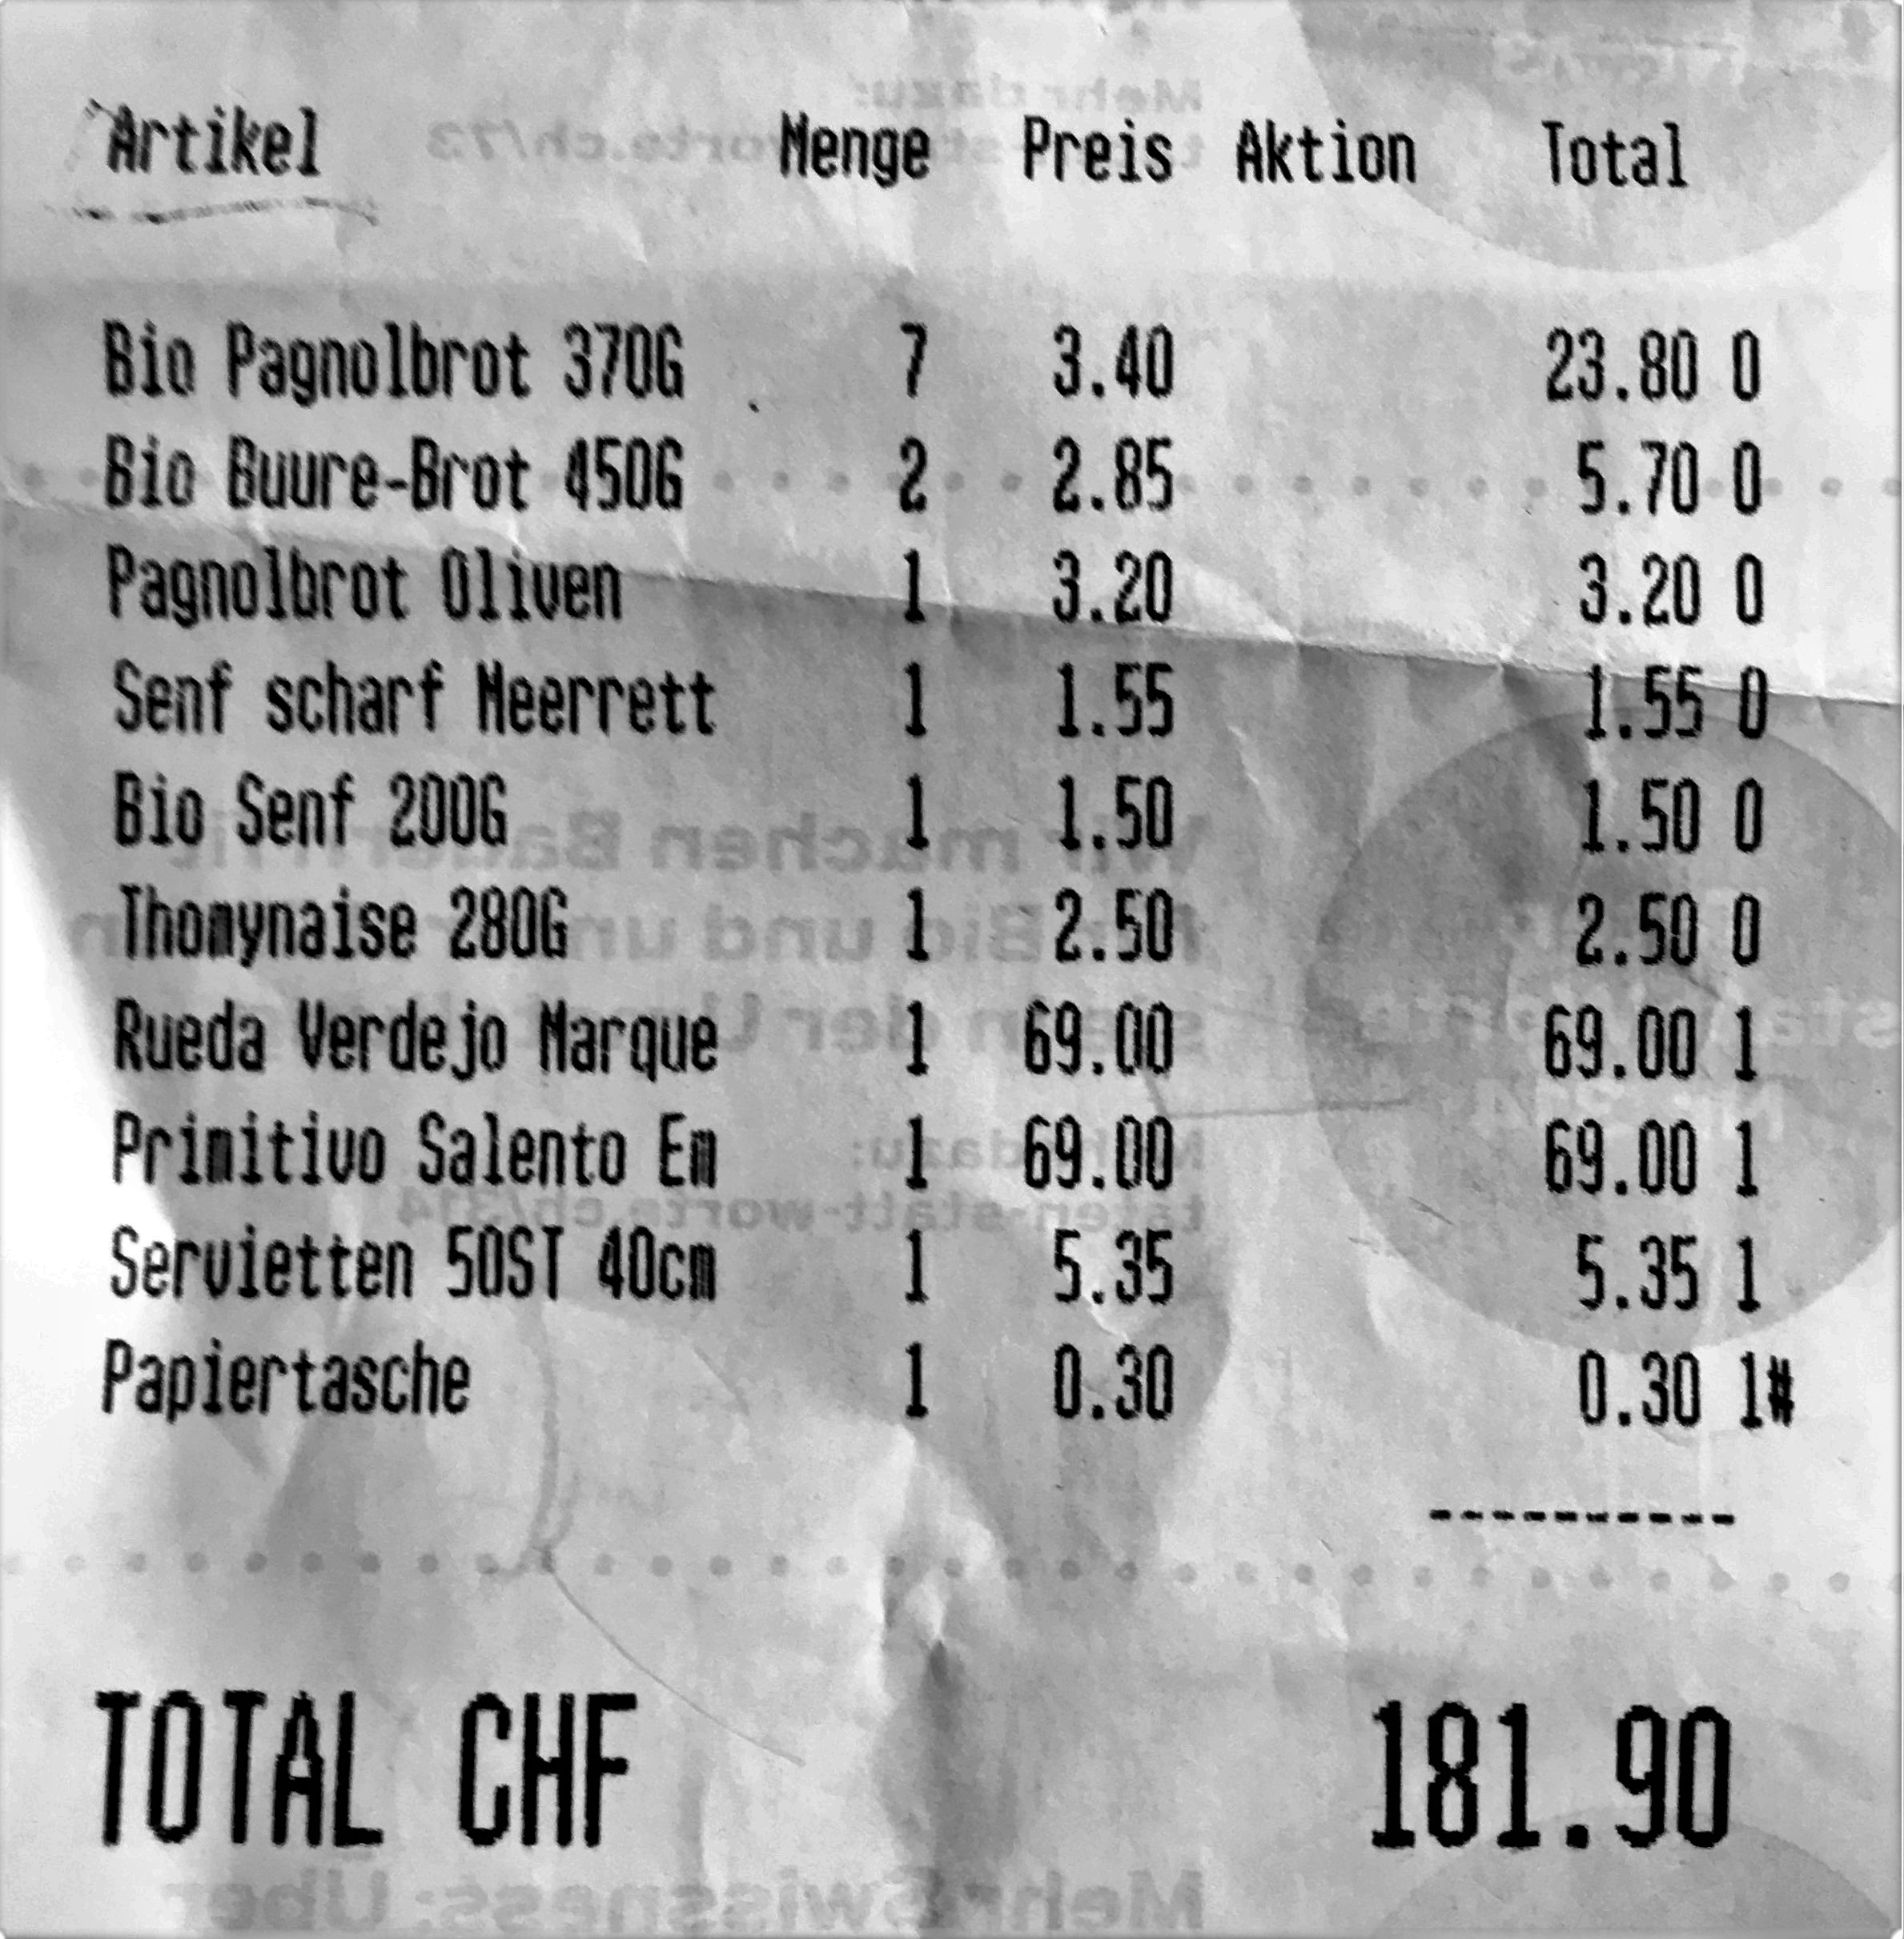 Artikel Menge Preis Aktion Total
Bio Pagnolbrot 370G 7 3.40 23.80 0
Bio Buure-Brot 450G 2 2.85 5.70 0
Pagnolbrot Oliven 1 3.20 3.20 0
Senf scharf Meerrett 1 1.55 1.55 0
Bio Senf 200G 1 1.50 1.50 0
Thomynaise 280G 1 2.50 2.50 0
Rueda Verdejo Marque 1 69.00 69.00 1
Primitivo Salento Em 1 69.00 69.00 1
Servietten 50ST 40cm 1 5.35 5.35 1
Papiertasche 1 0.30 0.30 1#
----------
TOTAL CHF 181.90